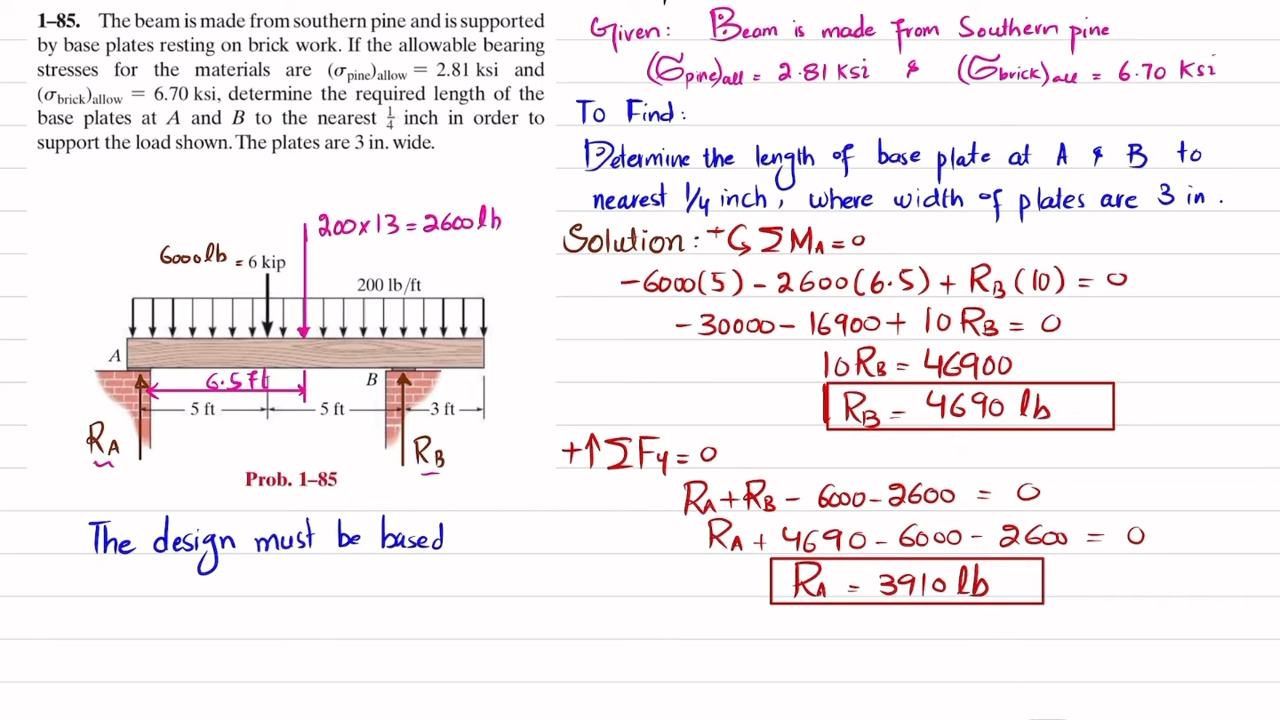 1–85. The beam is made from southern pine and is supported
by base plates resting on brick work. If the allowable bearing
stresses for the materials are (σpine)allow = 2.81 ksi and
(σbrick)allow = 6.70 ksi, determine the required length of the
base plates at A and B to the nearest 1/4 inch in order to
support the load shown. The plates are 3 in. wide.
200x13 = 2600 lb
6000 lb = 6 kip
200 lb/ft
A
6.5 ft
B
5 ft
5 ft
3 ft
RA
RB
Prob. 1–85
The design must be based
Given: Beam is made from Southern pine
(σpine)all = 2.81 ksi & (σbrick)all = 6.70 Ksi
To Find:
Determine the length of base plate at A & B to
nearest 1/4 inch, where width of plates are 3 in.
Solution: +↺ ΣMA = 0
-6000(5) - 2600(6.5) + RB(10) = 0
-30000 - 16900 + 10RB = 0
10RB = 46900
RB = 4690 lb
+↑ΣFy = 0
RA + RB - 6000 - 2600 = 0
RA + 4690 - 6000 - 2600 = 0
RA = 3910 lb